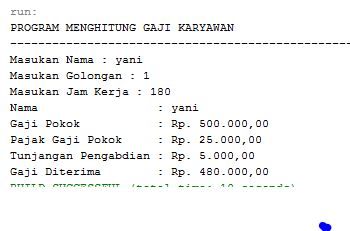 run:
PROGRAM MENGHITUNG GAJI KARYAWAN
--------------------------------------------------
Masukan Nama : yani
Masukan Golongan : 1
Masukan Jam Kerja : 180
Nama : yani
Gaji Pokok : Rp. 500.000,00
Pajak Gaji Pokok : Rp. 25.000,00
Tunjangan Pengabdian : Rp. 5.000,00
Gaji Diterima : Rp. 480.000,00
BUILD SUCCESSFUL (total time: 10 seconds)